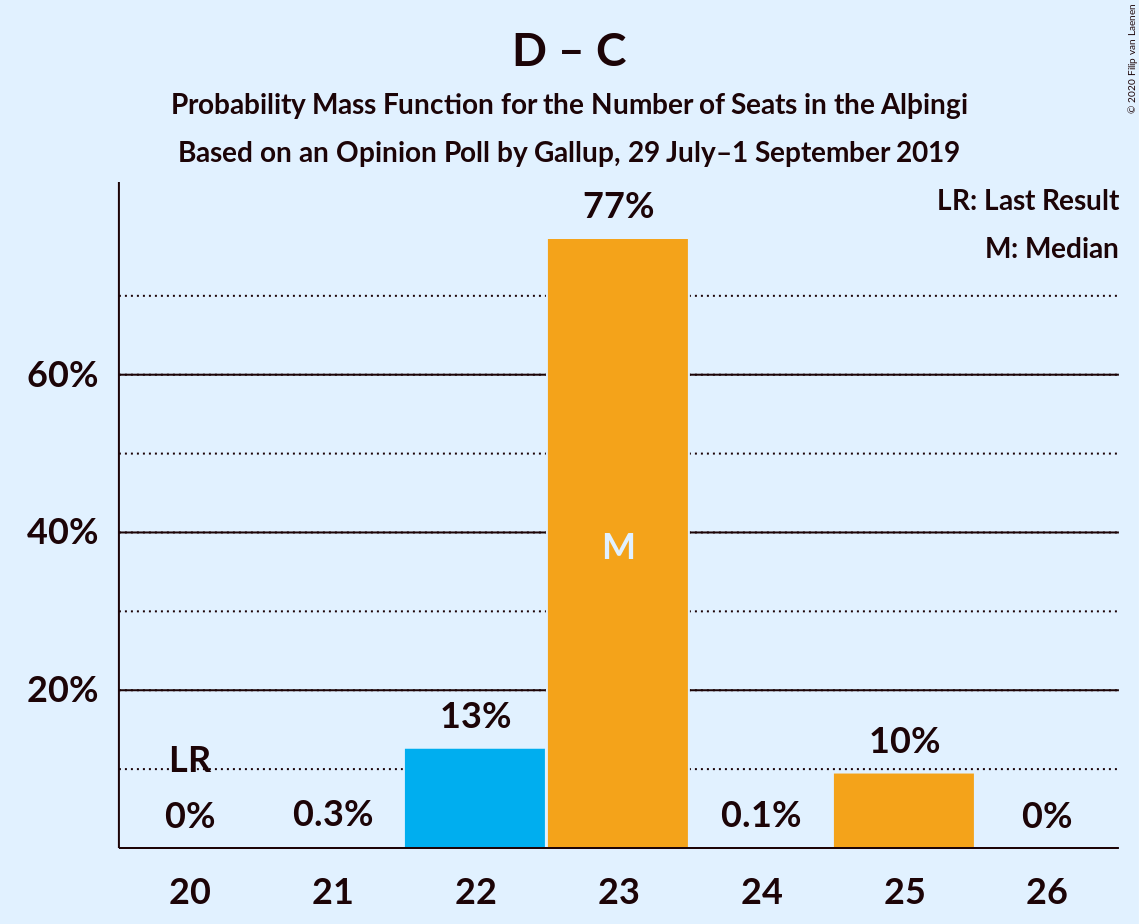 D – C
Probability Mass Function for the Number of Seats in the Alþingi
Based on an Opinion Poll by Gallup, 29 July–1 September 2019
© 2020 Filip van Laenen
LR: Last Result
M: Median
77%
60%
40%
20%
M
LR
0%
0.3%
13%
0.1%
10%
0%
20 21 22 23 24 25 26